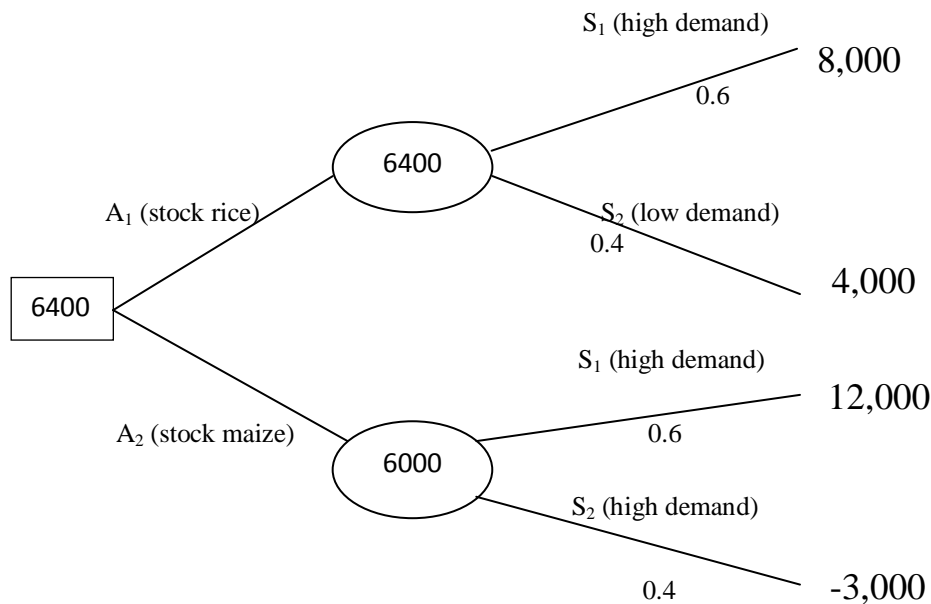 S₁ (high demand)
8,000
0.6
6400
A₁ (stock rice)
S₂ (low demand)
0.4
4,000
6400
S₁ (high demand)
12,000
A₂ (stock maize)
0.6
6000
S₂ (high demand)
0.4
-3,000